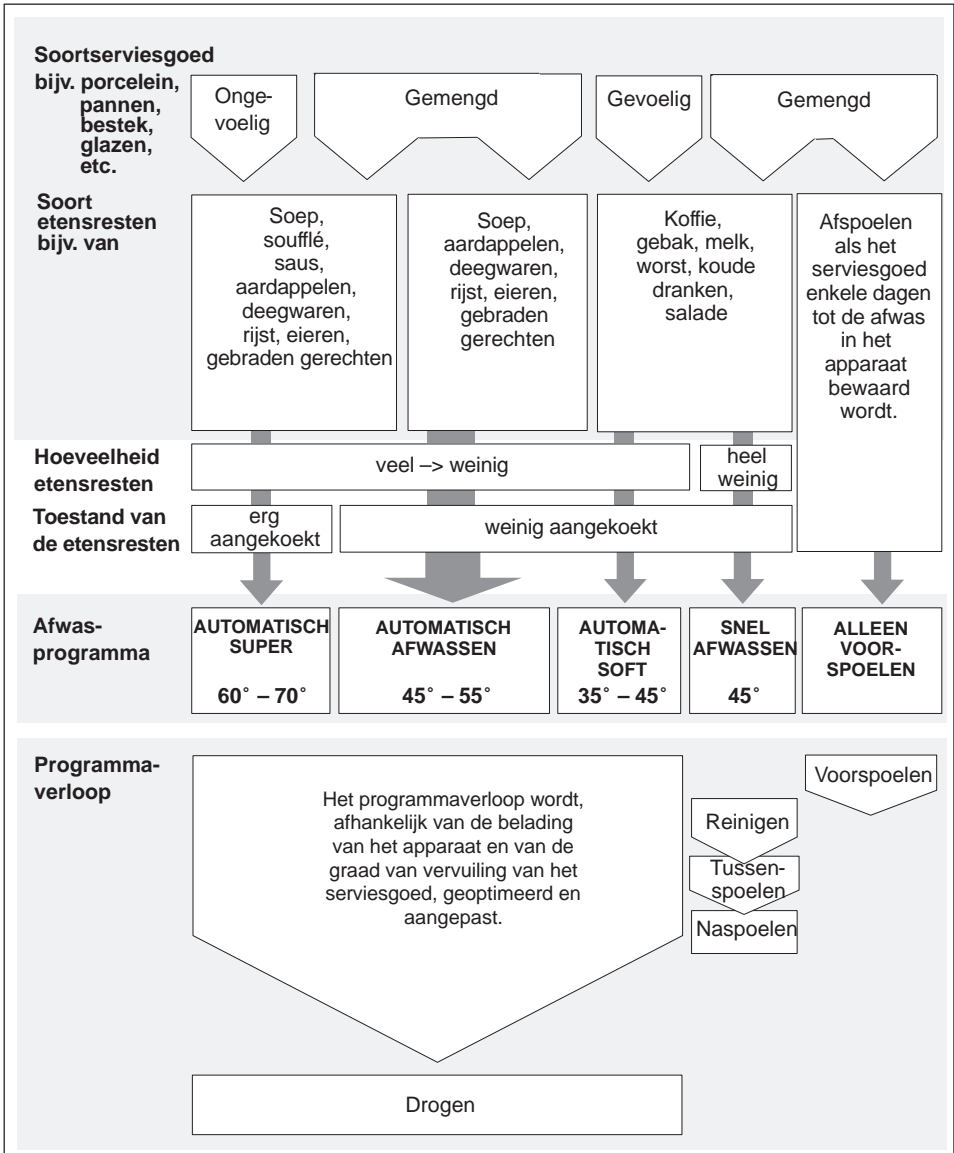 Soortserviesgoed
bijv. porcelein,
pannen,
bestek,
glazen,
etc.
Onge-
voelig
Gemengd
Gevoelig
Gemengd
Soort
etensresten
bijv. van
Soep,
soufflé,
saus,
aardappelen,
deegwaren,
rijst, eieren,
gebraden gerechten
Soep,
aardappelen,
deegwaren,
rijst, eieren,
gebraden
gerechten
Koffie,
gebak, melk,
worst, koude
dranken,
salade
Afspoelen
als het
serviesgoed
enkele dagen
tot de afwas
in het
apparaat
bewaard
wordt.
Hoeveelheid
etensresten
veel –> weinig
heel
weinig
Toestand van
de etensresten
erg
aangekoekt
weinig aangekoekt
Afwas-
programma
AUTOMATISCH
SUPER
60° – 70°
AUTOMATISCH
AFWASSEN
45° – 55°
AUTOMA-
TISCH
SOFT
35° – 45°
SNEL
AFWASSEN
45°
ALLEEN
VOOR-
SPOELEN
Programma-
verloop
Het programmaverloop wordt,
afhankelijk van de belading
van het apparaat en van de
graad van vervuiling van het
serviesgoed, geoptimeerd en
aangepast.
Drogen
Reinigen
Tussen-
spoelen
Naspoelen
Voorspoelen